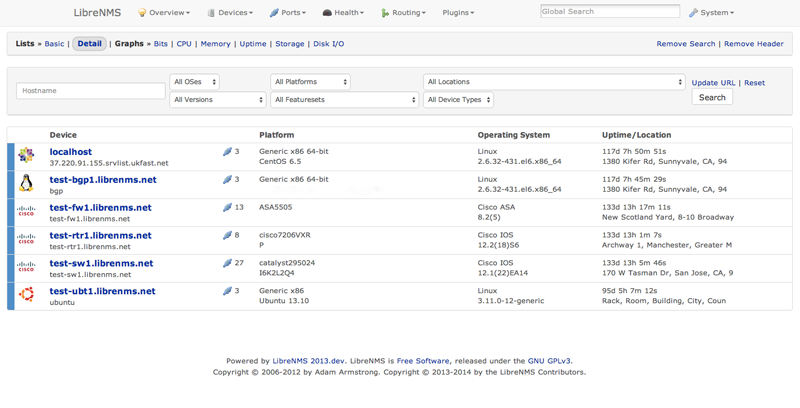 LibreNMS Overview Devices Ports Health Routing Plugins Global Search System
Lists » Basic | Detail | Graphs » Bits | CPU | Memory | Uptime | Storage | Disk I/O Remove Search | Remove Header
Hostname All OSes All Platforms All Locations Update URL | Reset
All Versions All Featuresets All Device Types Search
Device Platform Operating System Uptime/Location
localhost 3 Generic x86 64-bit Linux 117d 7h 50m 51s
37.220.91.155.srvlist.ukfast.net CentOS 6.5 2.6.32-431.el6.x86_64 1380 Kifer Rd, Sunnyvale, CA, 94
test-bgp1.librenms.net 3 Generic x86 64-bit Linux 117d 7h 45m 29s
bgp 2.6.32-431.el6.x86_64 1380 Kifer Rd, Sunnyvale, CA, 94
CISCO test-fw1.librenms.net 13 ASA5505 Cisco ASA 133d 13h 17m 11s
test-fw1.librenms.net 8.2(5) New Scotland Yard, 8-10 Broadway
CISCO test-rtr1.librenms.net 8 cisco7206VXR Cisco IOS 133d 13h 1m 7s
test-rtr1.librenms.net P 12.2(18)S6 Archway 1, Manchester, Greater M
CISCO test-sw1.librenms.net 27 catalyst295024 Cisco IOS 133d 13h 5m 46s
test-sw1.librenms.net I6K2L2Q4 12.1(22)EA14 170 W Tasman Dr, San Jose, CA, 9
test-ubt1.librenms.net 3 Generic x86 Linux 95d 5h 7m 12s
ubuntu Ubuntu 13.10 3.11.0-12-generic Rack, Room, Building, City, Coun
Powered by LibreNMS 2013.dev. LibreNMS is Free Software, released under the GNU GPLv3.
Copyright © 2006-2012 by Adam Armstrong. Copyright © 2013-2014 by the LibreNMS Contributors.